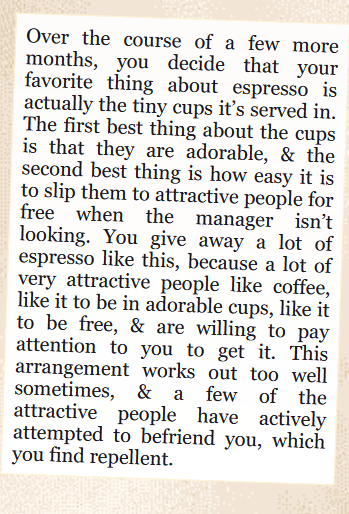 Over the course of a few more
months, you decide that your
favorite thing about espresso is
actually the tiny cups it’s served in.
The first best thing about the cups
is that they are adorable, & the
second best thing is how easy it is
to slip them to attractive people for
free when the manager isn’t
looking. You give away a lot of
espresso like this, because a lot of
very attractive people like coffee,
like it to be in adorable cups, like it
to be free, & are willing to pay
attention to you to get it. This
arrangement works out too well
sometimes, & a few of the
attractive people have actively
attempted to befriend you, which
you find repellent.